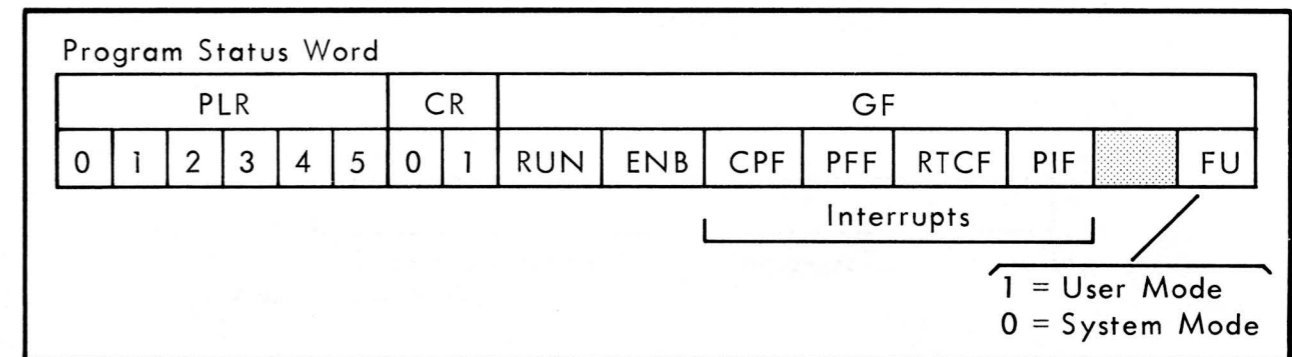 Program Status Word
PLR CR GF
0 1 2 3 4 5 0 1 RUN ENB CPF PFF RTCF PIF FU
Interrupts
1 = User Mode
0 = System Mode